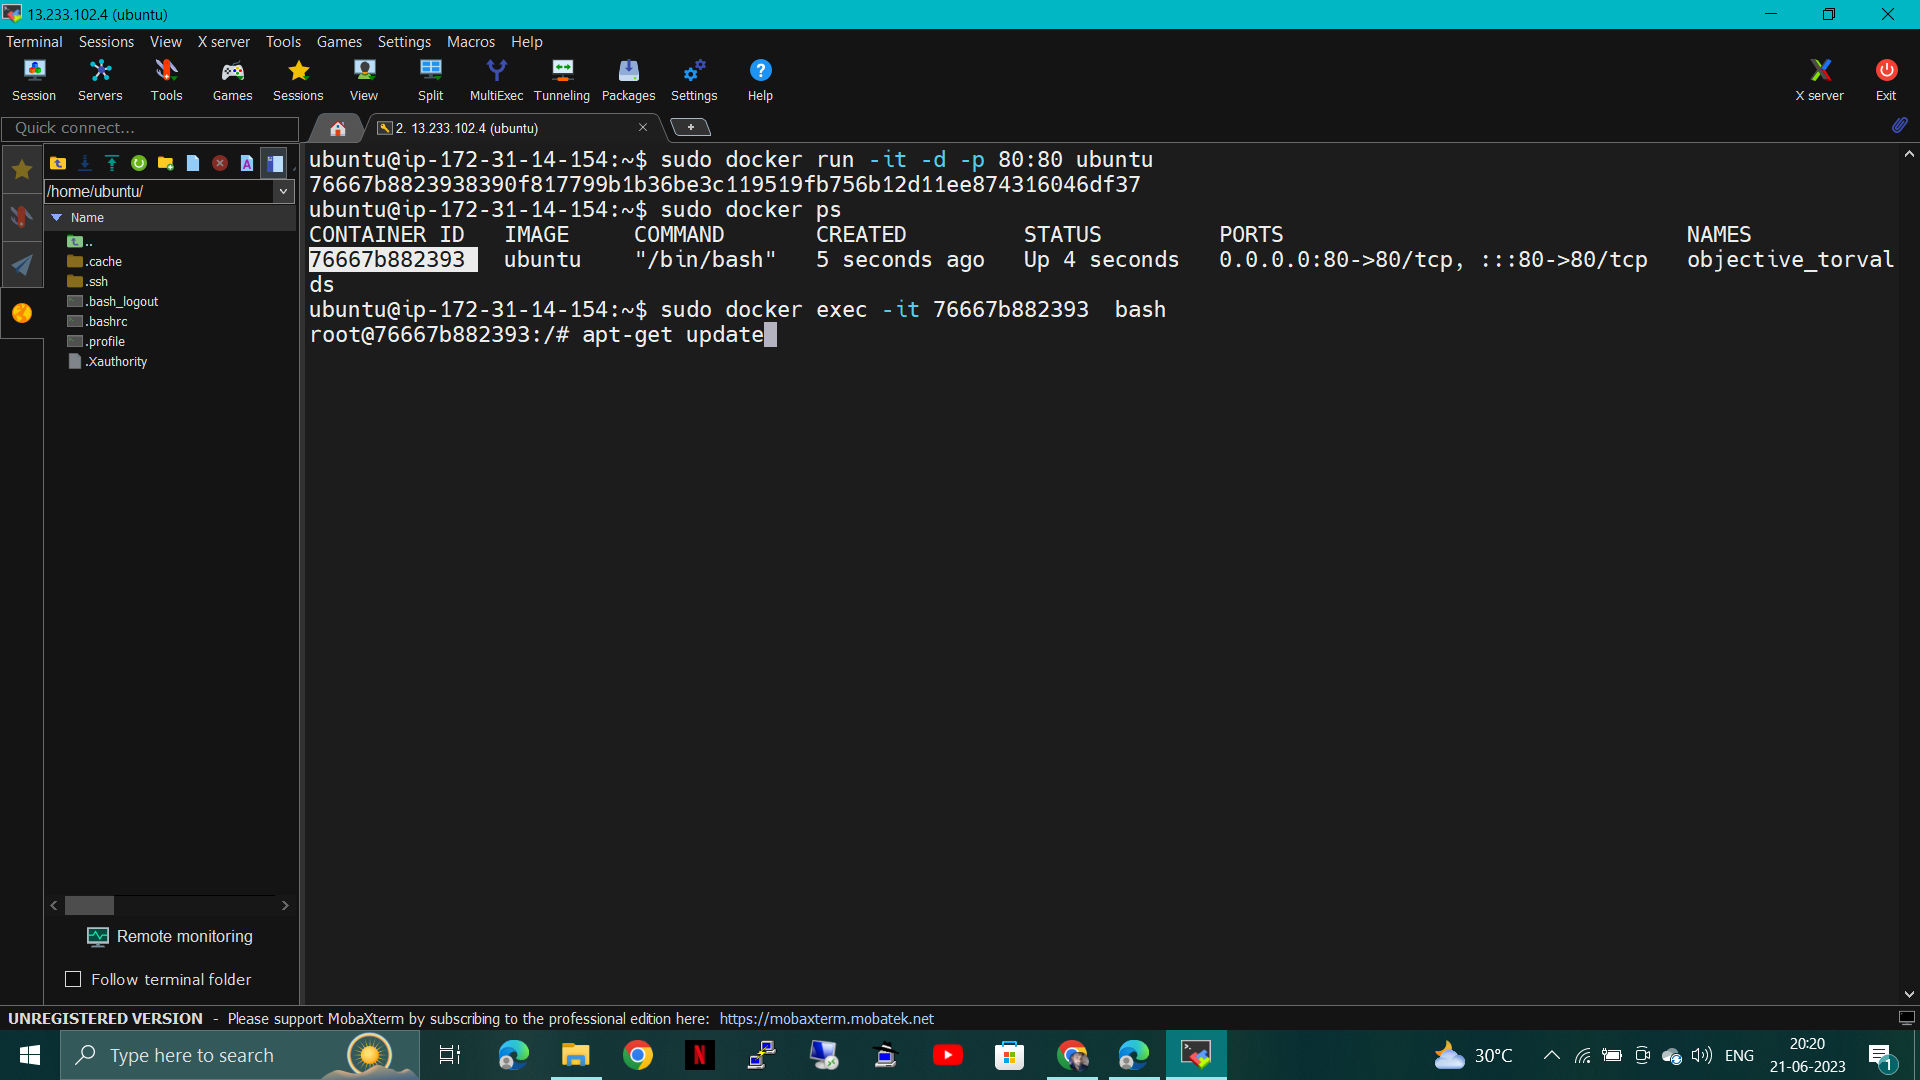 13.233.102.4 (ubuntu)
Terminal Sessions View X server Tools Games Settings Macros Help
Session Servers Tools Games Sessions View Split MultiExec Tunneling Packages Settings Help X server Exit
Quick connect...
2. 13.233.102.4 (ubuntu)
/home/ubuntu/
Name
..
.cache
.ssh
.bash_logout
.bashrc
.profile
.Xauthority
Remote monitoring
Follow terminal folder
ubuntu@ip-172-31-14-154:~$ sudo docker run -it -d -p 80:80 ubuntu
76667b8823938390f817799b1b36be3c119519fb756b12d11ee874316046df37
ubuntu@ip-172-31-14-154:~$ sudo docker ps
CONTAINER ID IMAGE COMMAND CREATED STATUS PORTS NAMES
76667b882393 ubuntu "/bin/bash" 5 seconds ago Up 4 seconds 0.0.0.0:80->80/tcp, :::80->80/tcp objective_torval
ds
ubuntu@ip-172-31-14-154:~$ sudo docker exec -it 76667b882393 bash
root@76667b882393:/# apt-get update
UNREGISTERED VERSION - Please support MobaXterm by subscribing to the professional edition here: https://mobaxterm.mobatek.net
Type here to search
30°C
ENG
20:20
21-06-2023
1